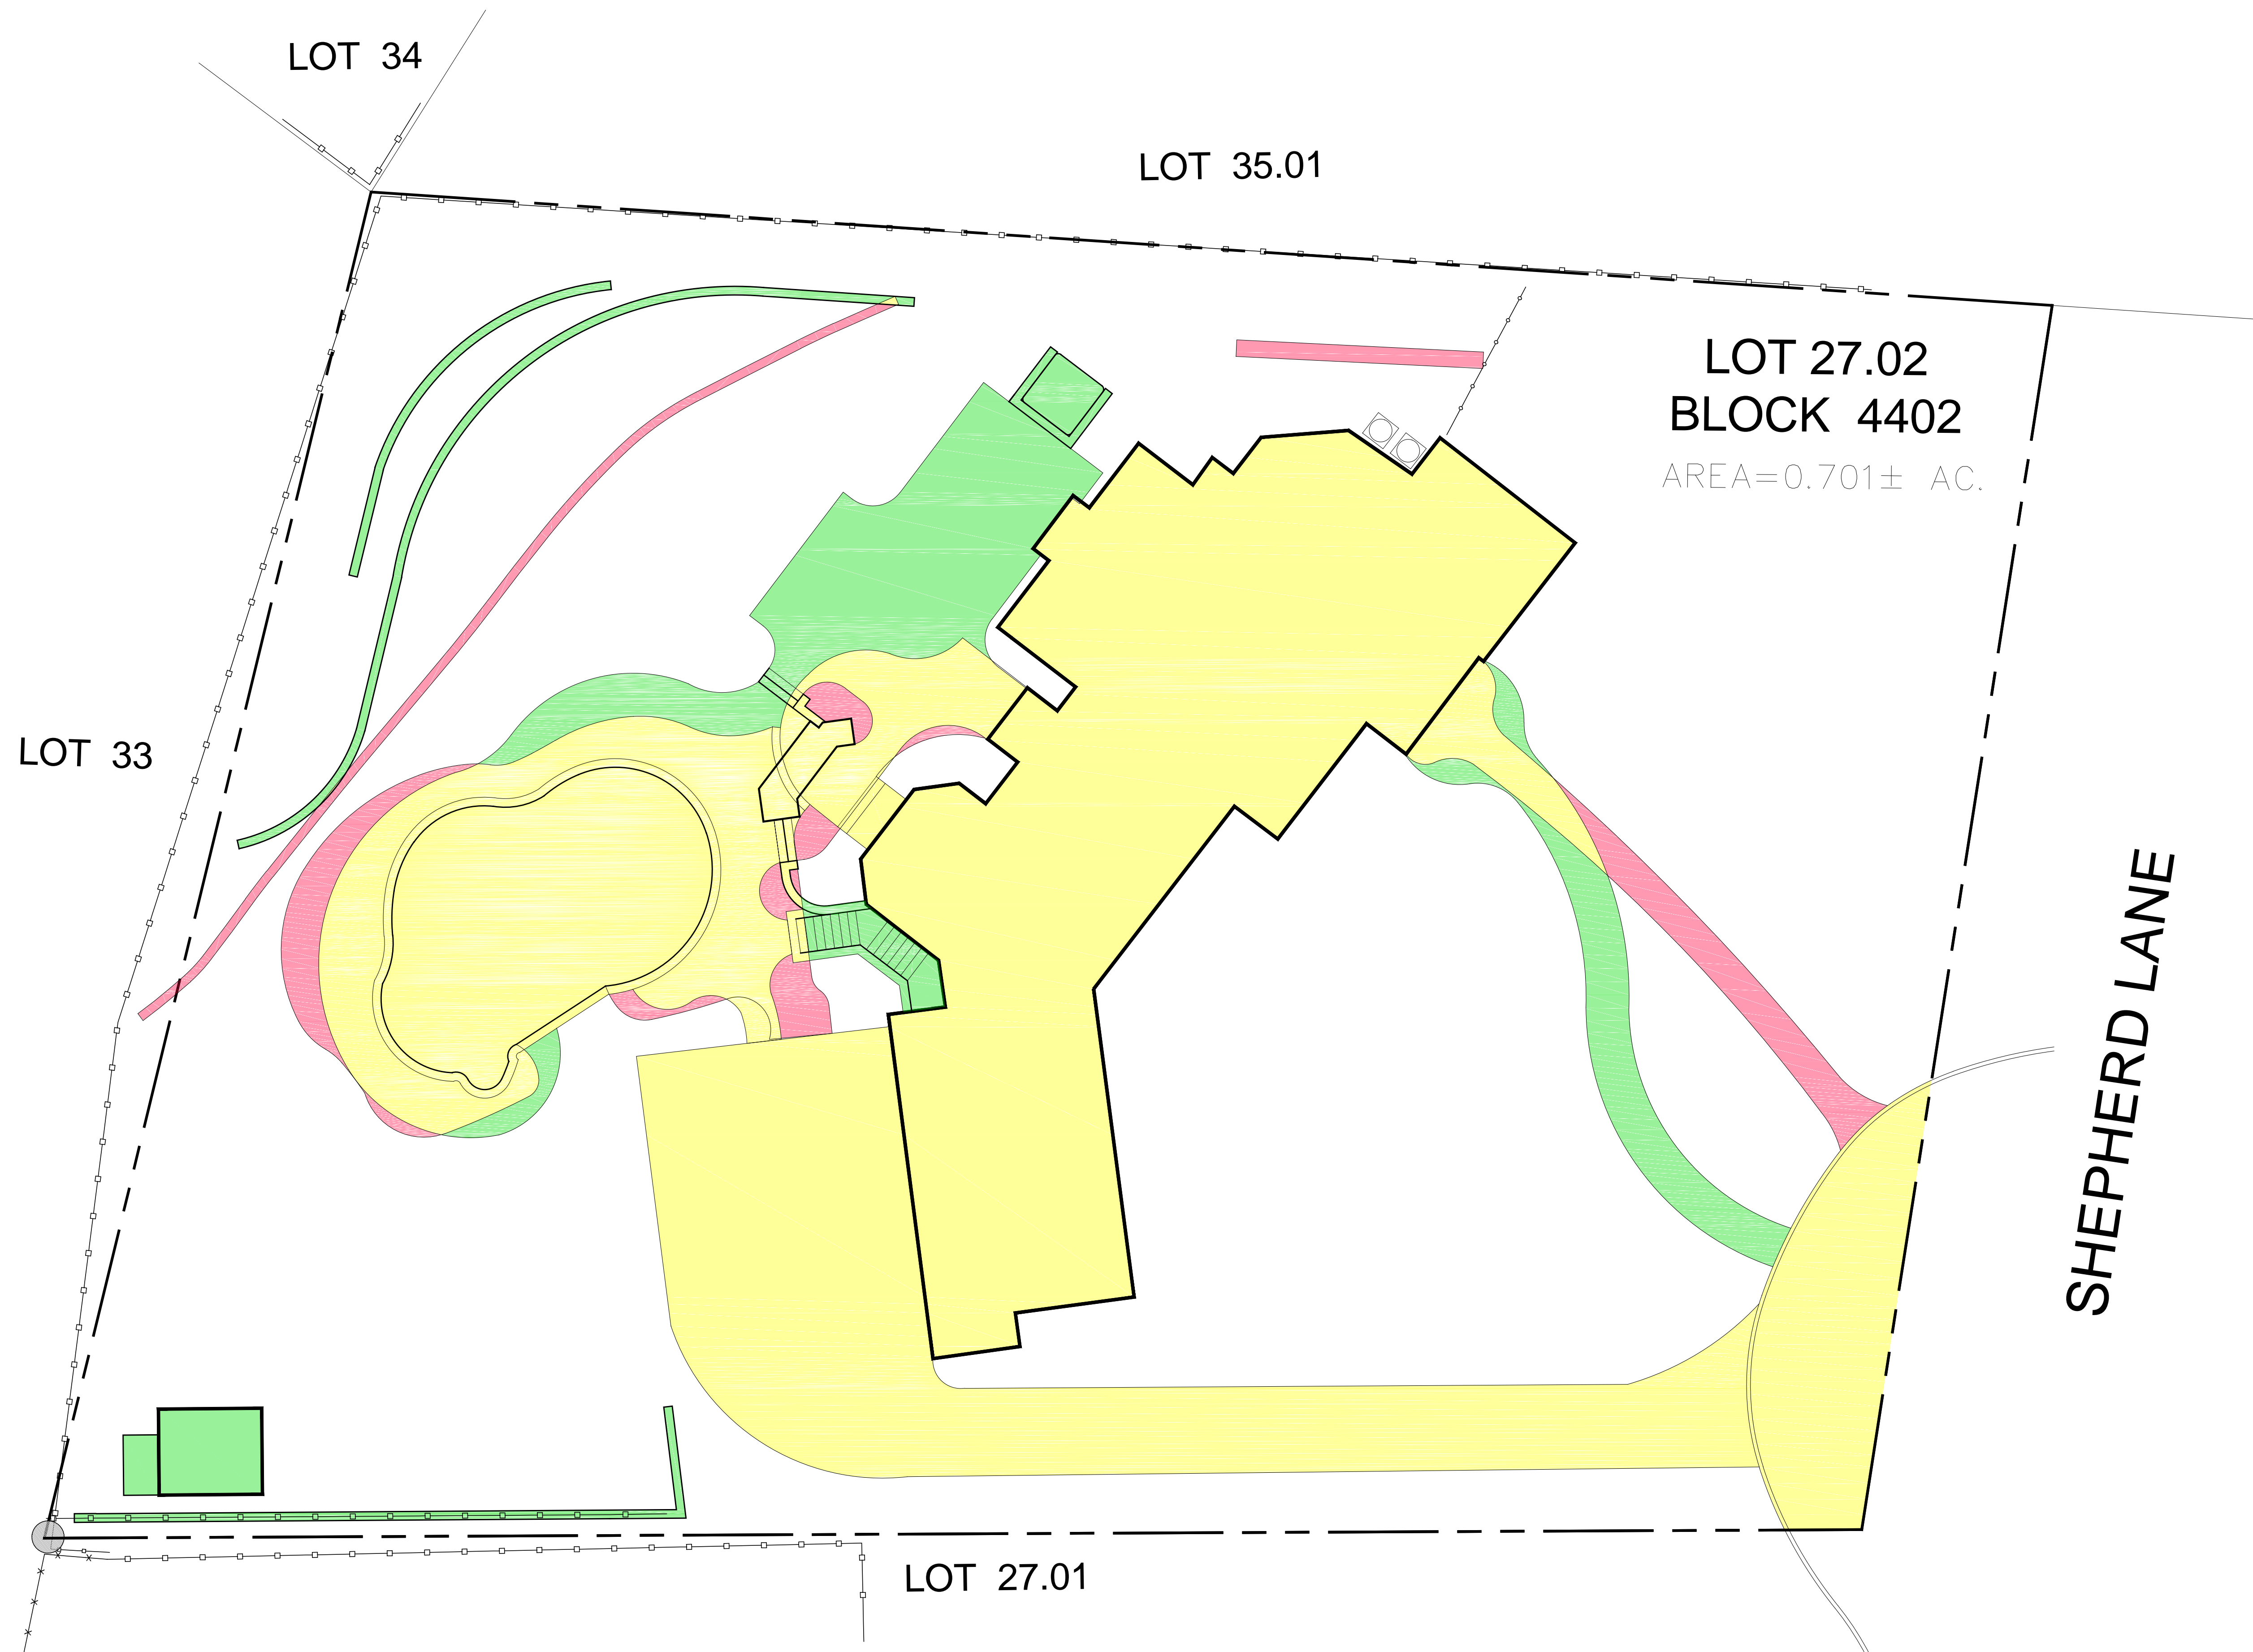 LOT 34
LOT 35.01
LOT 27.02
BLOCK 4402
AREA=0.701± AC.
LOT 33
SHEPHERD LANE
LOT 27.01